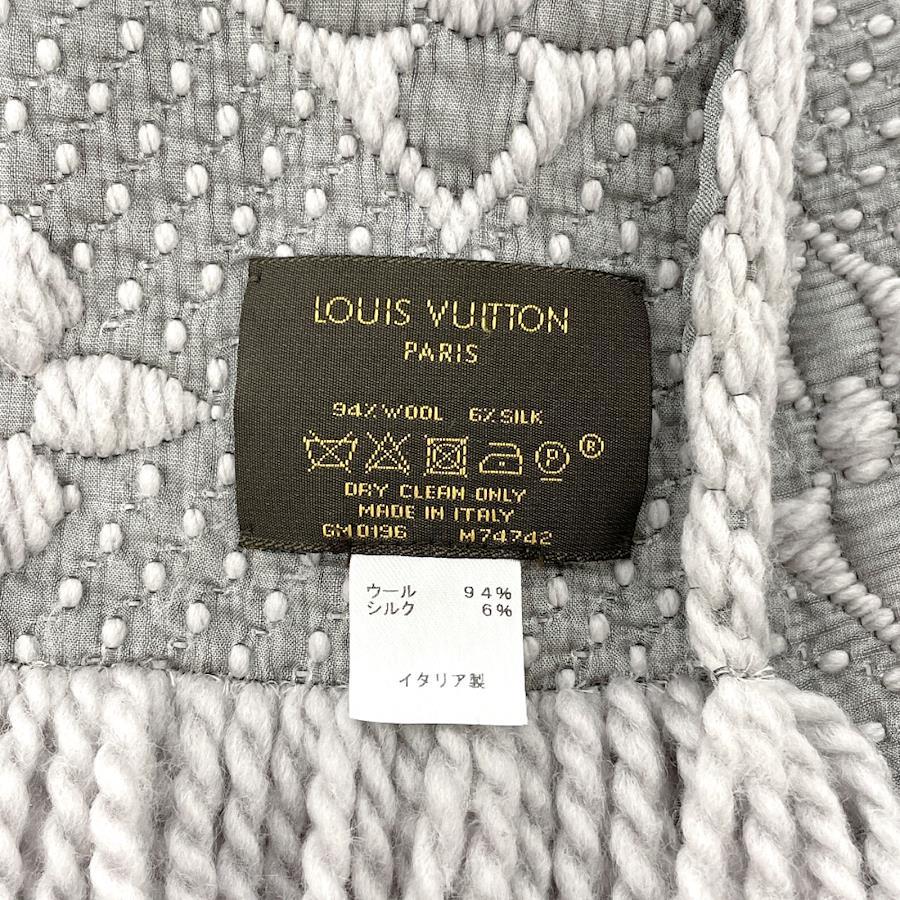 LOUIS VUITTON
PARIS
94% WOOL 6% SILK
P ®
DRY CLEAN ONLY
MADE IN ITALY
GM0196 M74742
ウール 94%
シルク 6%
イタリア製